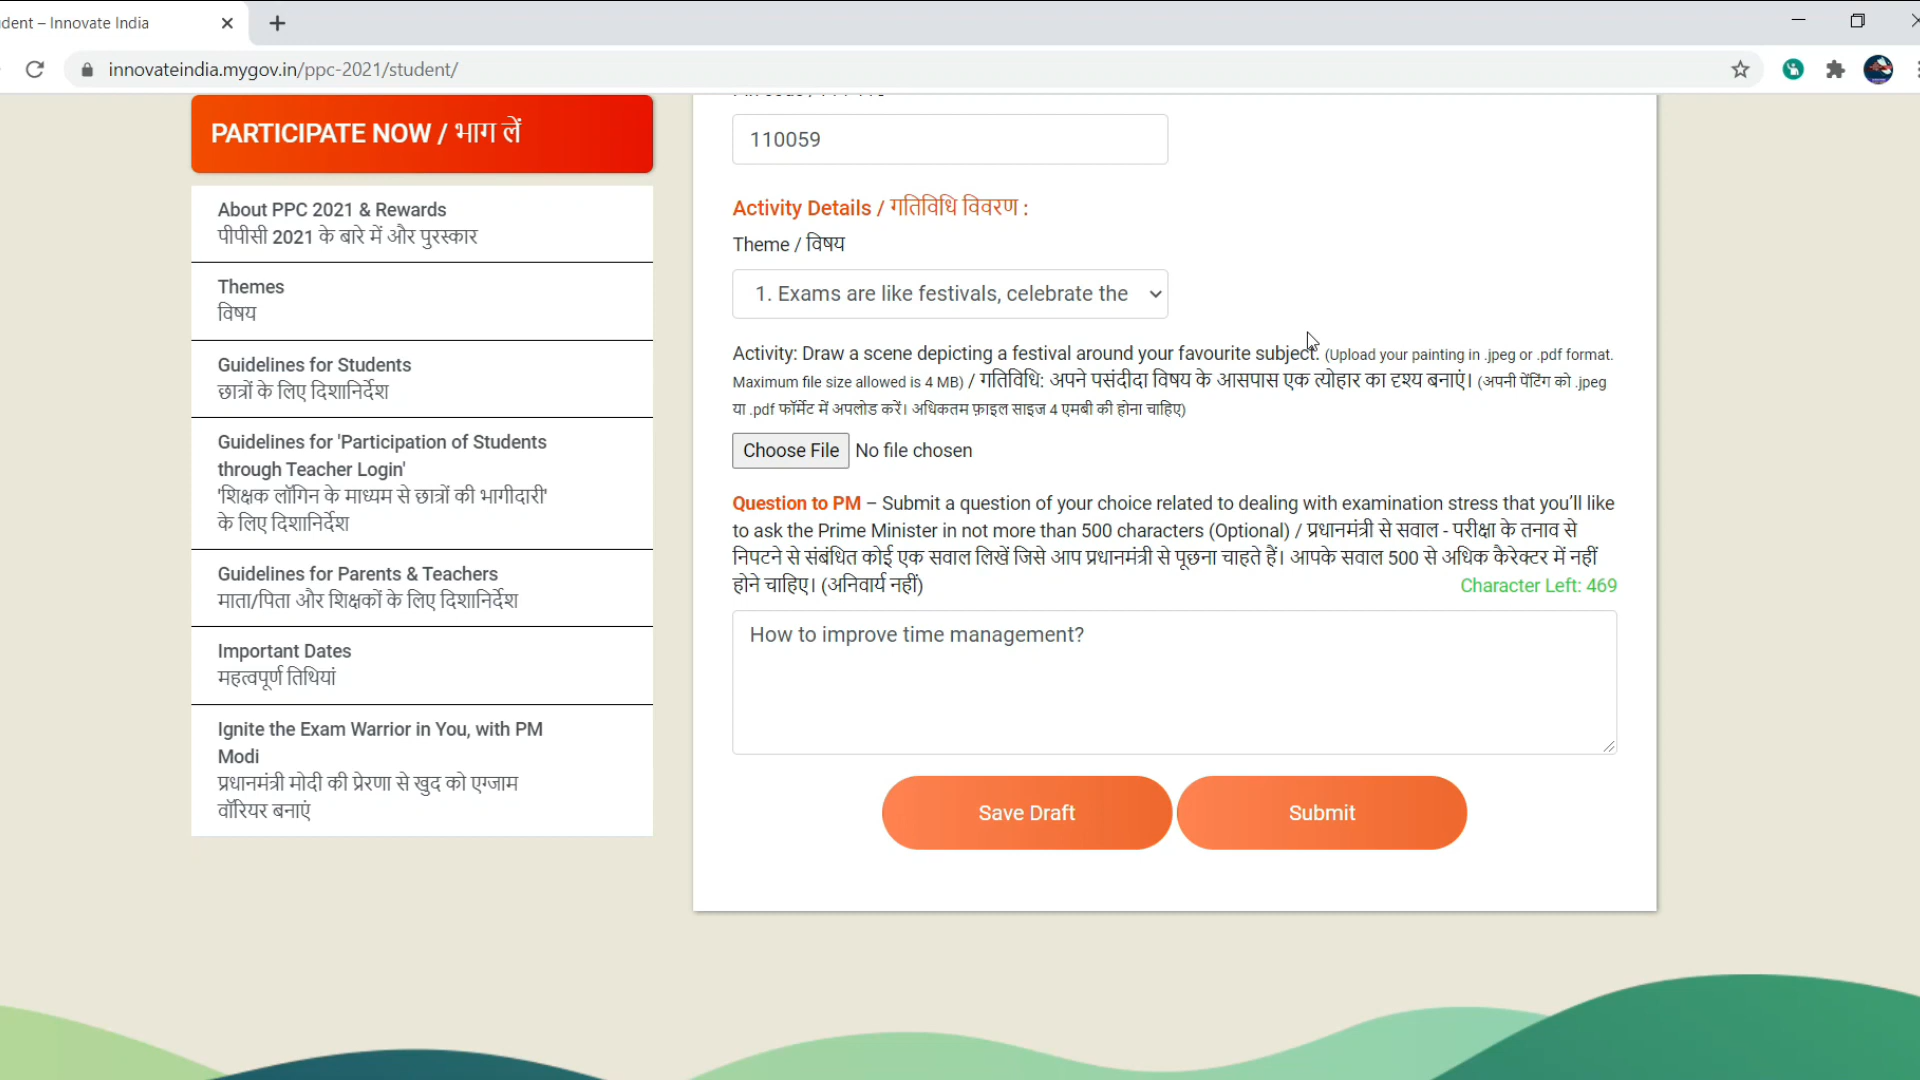 dent – Innovate India
innovateindia.mygov.in/ppc-2021/student/
PARTICIPATE NOW / भाग लें
About PPC 2021 & Rewards
पीपीसी 2021 के बारे में और पुरस्कार
Themes
विषय
Guidelines for Students
छात्रों के लिए दिशानिर्देश
Guidelines for 'Participation of Students
through Teacher Login'
'शिक्षक लॉगिन के माध्यम से छात्रों की भागीदारी'
के लिए दिशानिर्देश
Guidelines for Parents & Teachers
माता/पिता और शिक्षकों के लिए दिशानिर्देश
Important Dates
महत्वपूर्ण तिथियां
Ignite the Exam Warrior in You, with PM
Modi
प्रधानमंत्री मोदी की प्रेरणा से खुद को एग्जाम
वॉरियर बनाएं
110059
Activity Details / गतिविधि विवरण :
Theme / विषय
1. Exams are like festivals, celebrate the
Activity: Draw a scene depicting a festival around your favourite subject. (Upload your painting in .jpeg or .pdf format.
Maximum file size allowed is 4 MB) / गतिविधि: अपने पसंदीदा विषय के आसपास एक त्योहार का दृश्य बनाएं। (अपनी पेंटिंग को .jpeg
या .pdf फॉर्मेट में अपलोड करें। अधिकतम फ़ाइल साइज 4 एमबी की होना चाहिए)
Choose File No file chosen
Question to PM – Submit a question of your choice related to dealing with examination stress that you’ll like
to ask the Prime Minister in not more than 500 characters (Optional) / प्रधानमंत्री से सवाल - परीक्षा के तनाव से
निपटने से संबंधित कोई एक सवाल लिखें जिसे आप प्रधानमंत्री से पूछना चाहते हैं। आपके सवाल 500 से अधिक कैरेक्टर में नहीं
होने चाहिए। (अनिवार्य नहीं)
Character Left: 469
How to improve time management?
Save Draft
Submit